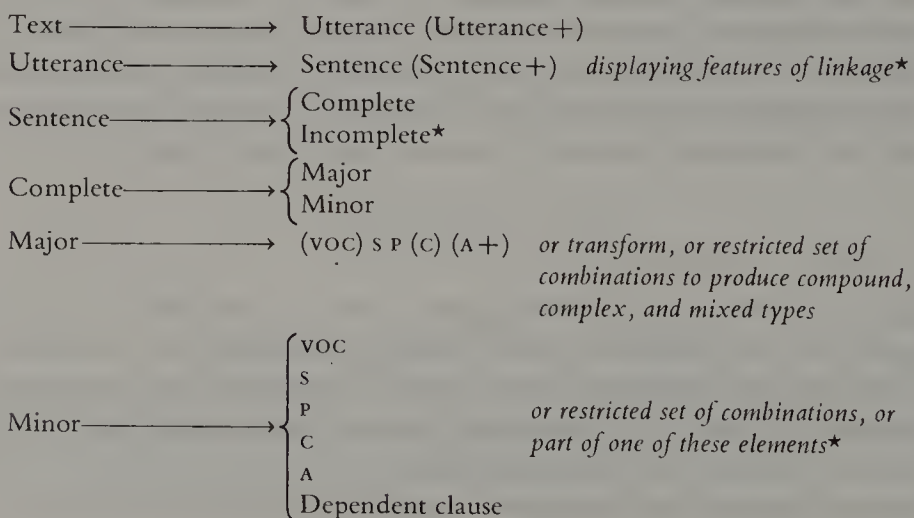 Text → Utterance (Utterance+)
Utterance → Sentence (Sentence+) displaying features of linkage★
Sentence → { Complete
Incomplete★
Complete → { Major
Minor
Major → (VOC) S P (C) (A+) or transform, or restricted set of
combinations to produce compound,
complex, and mixed types
Minor → { VOC
S
P or restricted set of combinations, or
C part of one of these elements★
A
Dependent clause